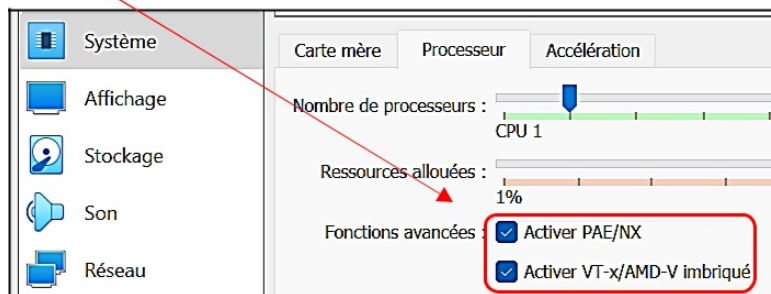 Système
Affichage
Stockage
Son
Réseau
Carte mère Processeur Accélération
Nombre de processeurs :
CPU 1
Ressources allouées :
1%
Fonctions avancées : Activer PAE/NX
Activer VT-x/AMD-V imbriqué